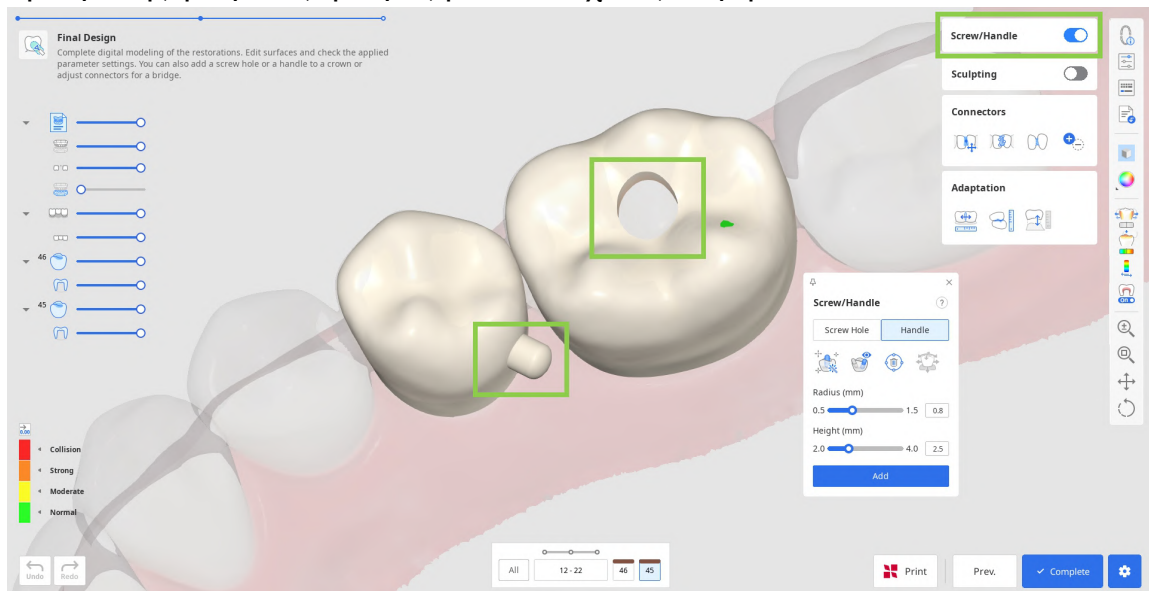 Final Design
Complete digital modeling of the restorations. Edit surfaces and check the applied
parameter settings. You can also add a screw hole or a handle to a crown or
adjust connectors for a bridge.
Screw/Handle
Sculpting
Connectors
Adaptation
46
45
ON
Screw/Handle
?
Screw Hole
Handle
Radius (mm)
0.5
1.5
0.8
Height (mm)
2.0
4.0
2.5
Add
0.00
Collision
Strong
Moderate
Normal
Undo
Redo
All
12 - 22
46
45
Print
Prev.
Complete